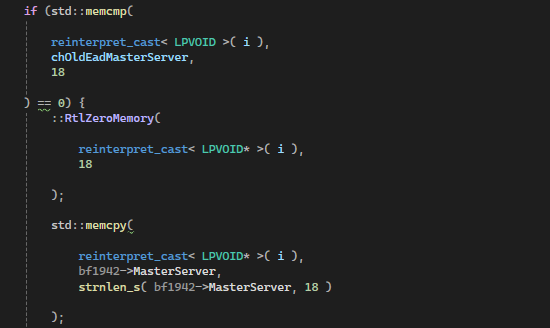 if (std::memcmp(
reinterpret_cast< LPVOID >( i ),
chOldEadMasterServer,
18
) == 0) {
::RtlZeroMemory(
reinterpret_cast< LPVOID* >( i ),
18
);
std::memcpy(
reinterpret_cast< LPVOID* >( i ),
bf1942->MasterServer,
strnlen_s( bf1942->MasterServer, 18 )
);